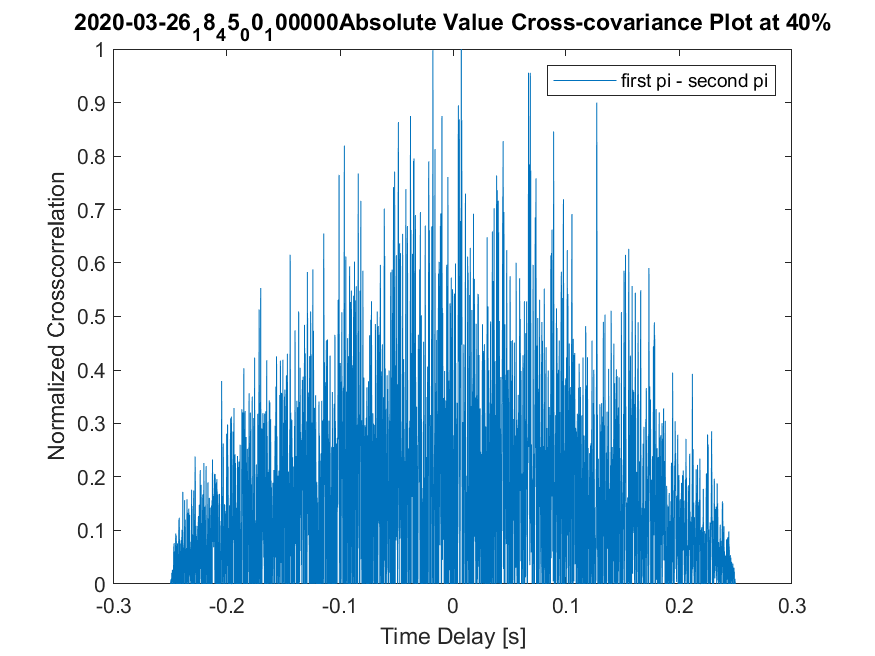 2020-03-26₁8₄5₀0₁00000Absolute Value Cross-covariance Plot at 40%
first pi - second pi
Normalized Crosscorrelation
1
0.9
0.8
0.7
0.6
0.5
0.4
0.3
0.2
0.1
0
-0.3 -0.2 -0.1 0 0.1 0.2 0.3
Time Delay [s]